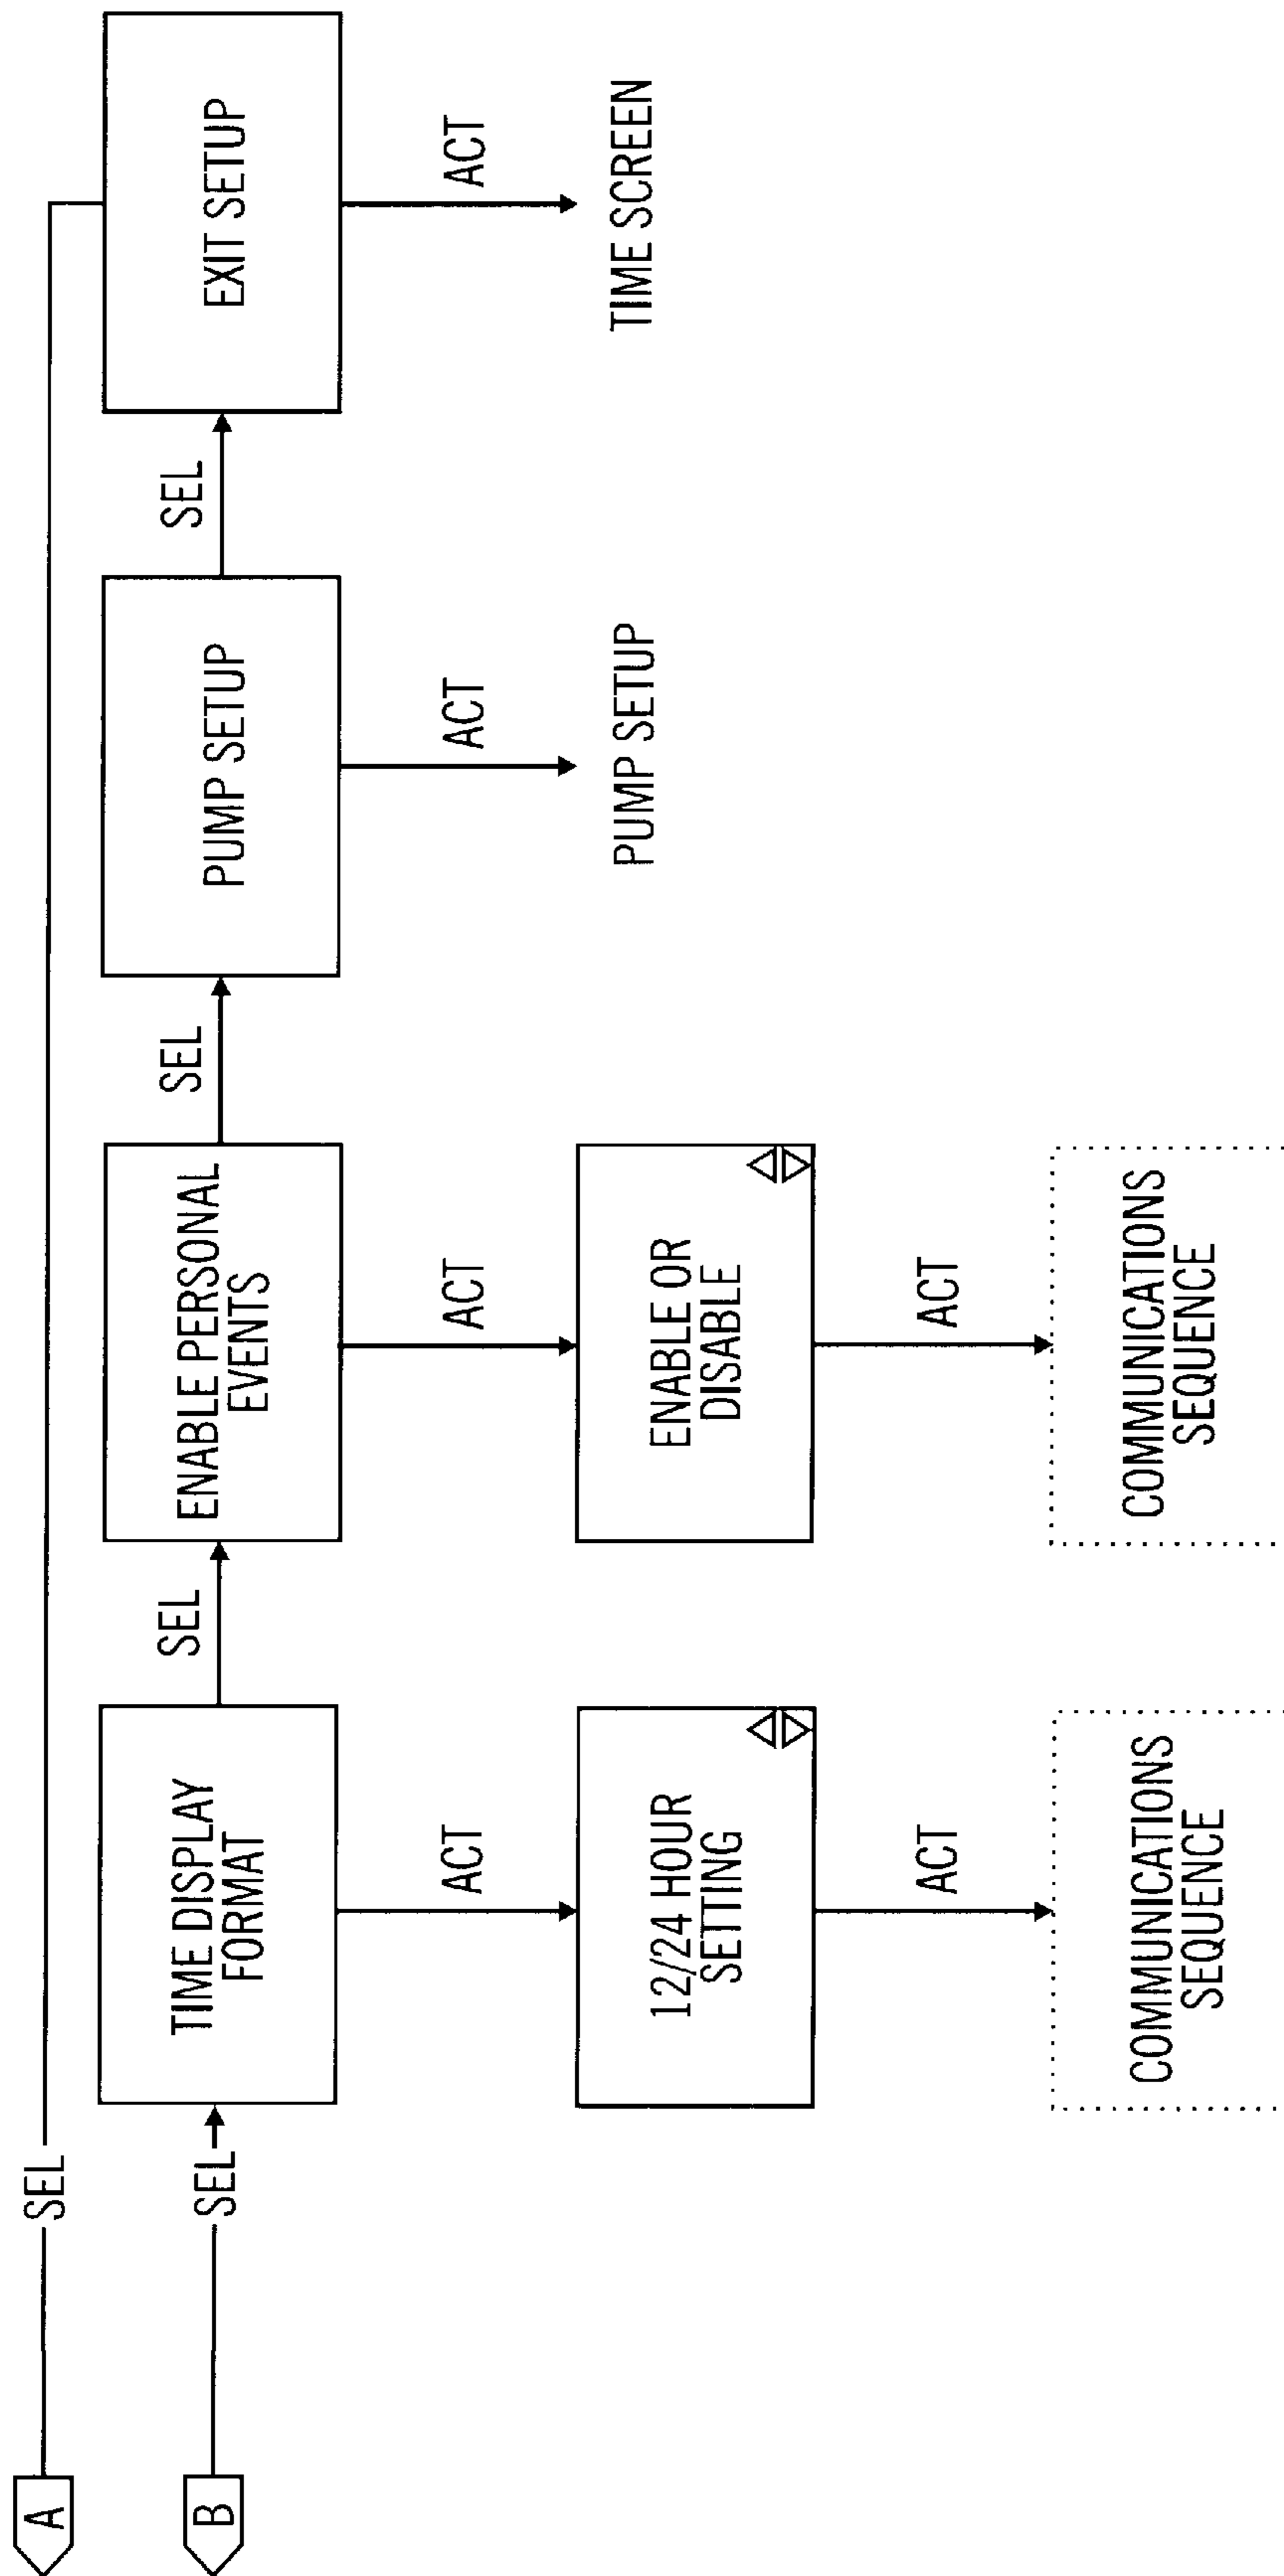 A
SEL
B
SEL
TIME DISPLAY
FORMAT
SEL
ENABLE PERSONAL
EVENTS
SEL
PUMP SETUP
SEL
EXIT SETUP
ACT
ACT
ACT
ACT
12/24 HOUR
SETTING
ENABLE OR
DISABLE
PUMP SETUP
TIME SCREEN
ACT
ACT
COMMUNICATIONS
SEQUENCE
COMMUNICATIONS
SEQUENCE